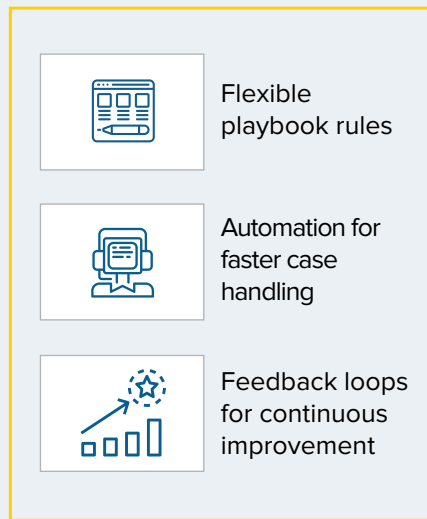 Flexible
playbook rules
Automation for
faster case
handling
Feedback loops
for continuous
improvement